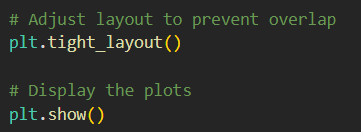 # Adjust layout to prevent overlap
plt.tight_layout()
# Display the plots
plt.show()